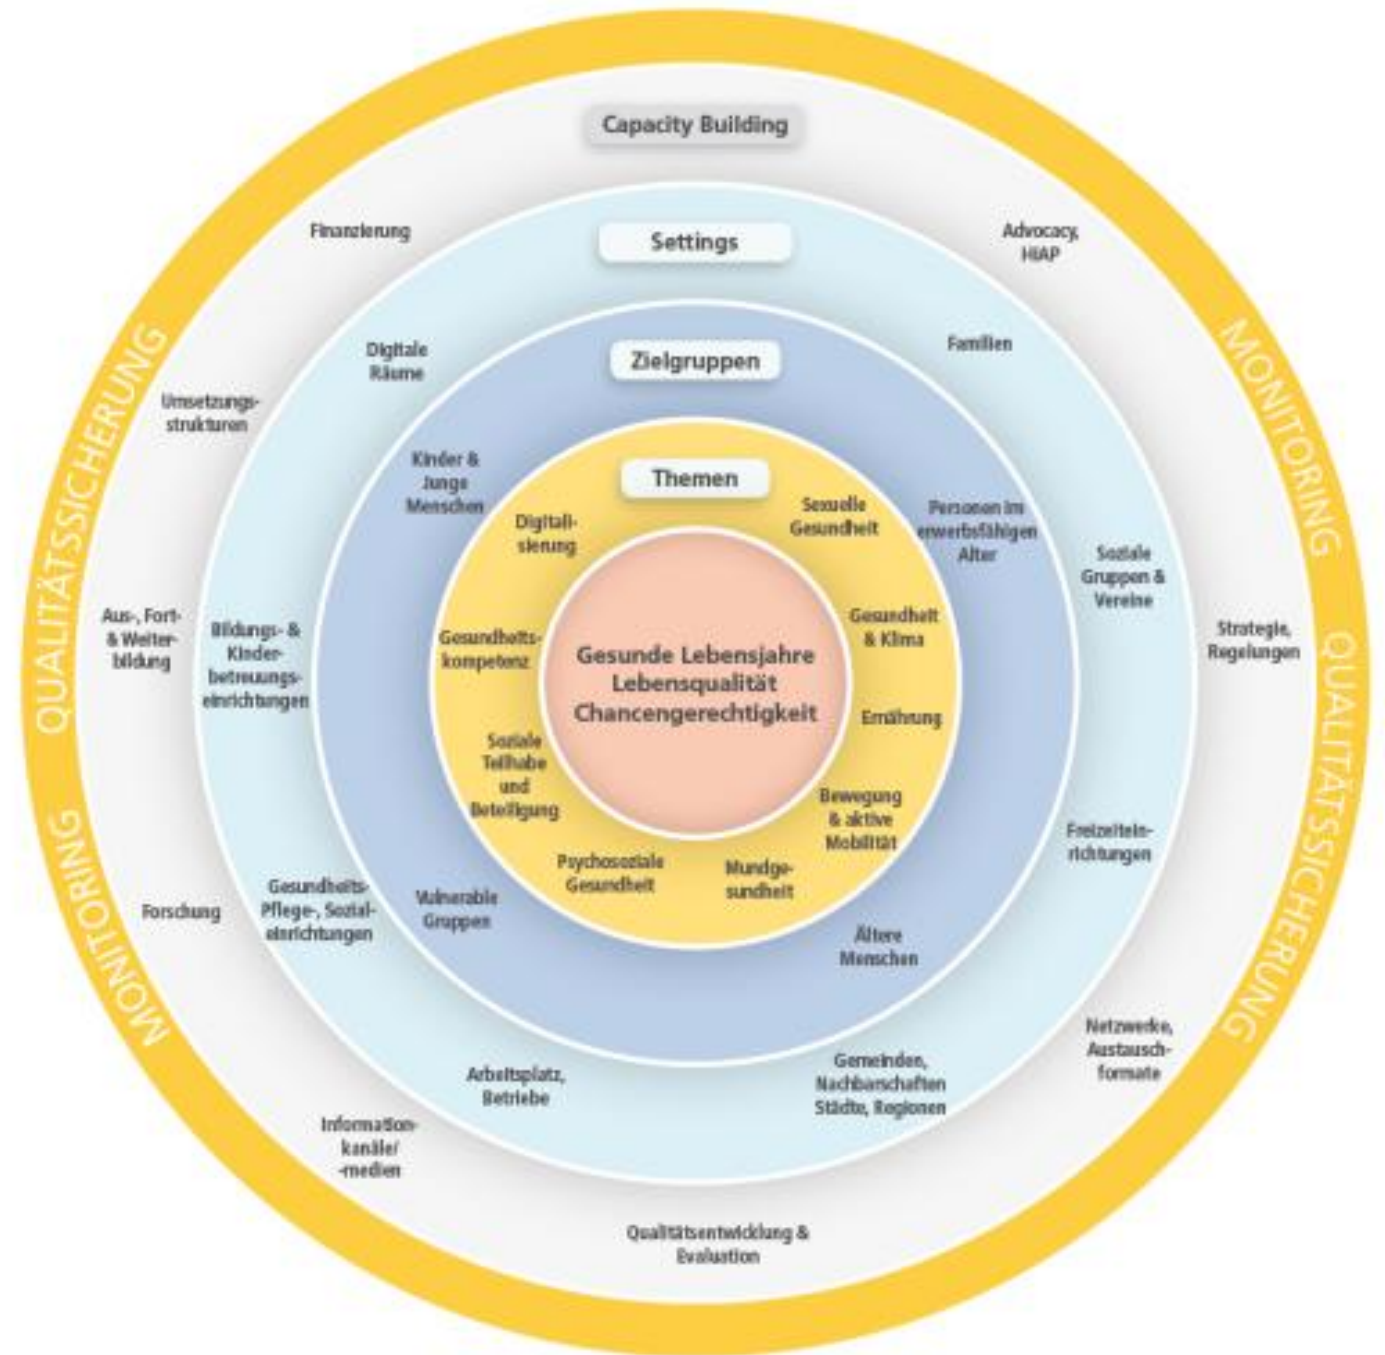 Capacity Building
Finanzierung
Advocacy,
HiAP
Umsetzungs-
strukturen
Aus-, Fort-
& Weiter-
bildung
Strategie,
Regelungen
Forschung
Netzwerke,
Austausch-
formate
Information-
kanäle/
-medien
Qualitätsentwicklung &
Evaluation
Settings
Digitale
Räume
Familien
Soziale
Gruppen &
Vereine
Bildungs- &
Kinder-
betreuungs-
einrichtungen
Freizeitein-
richtungen
Gesundheits-
Pflege-, Sozial-
einrichtungen
Arbeitsplatz,
Betriebe
Gemeinden,
Nachbarschaften
Städte, Regionen
Zielgruppen
Kinder &
Junge
Menschen
Personen im
erwerbsfähigen
Alter
Vulnerable
Gruppen
Ältere
Menschen
Themen
Digitali-
sierung
Sexuelle
Gesundheit
Gesundheits-
kompetenz
Gesundheit
& Klima
Ernährung
Soziale
Teilhabe
und
Beteiligung
Bewegung
& aktive
Mobilität
Psychosoziale
Gesundheit
Mundge-
sundheit
Gesunde Lebensjahre
Lebensqualität
Chancengerechtigkeit
QUALITÄTSSICHERUNG
MONITORING
MONITORING
QUALITÄTSSICHERUNG